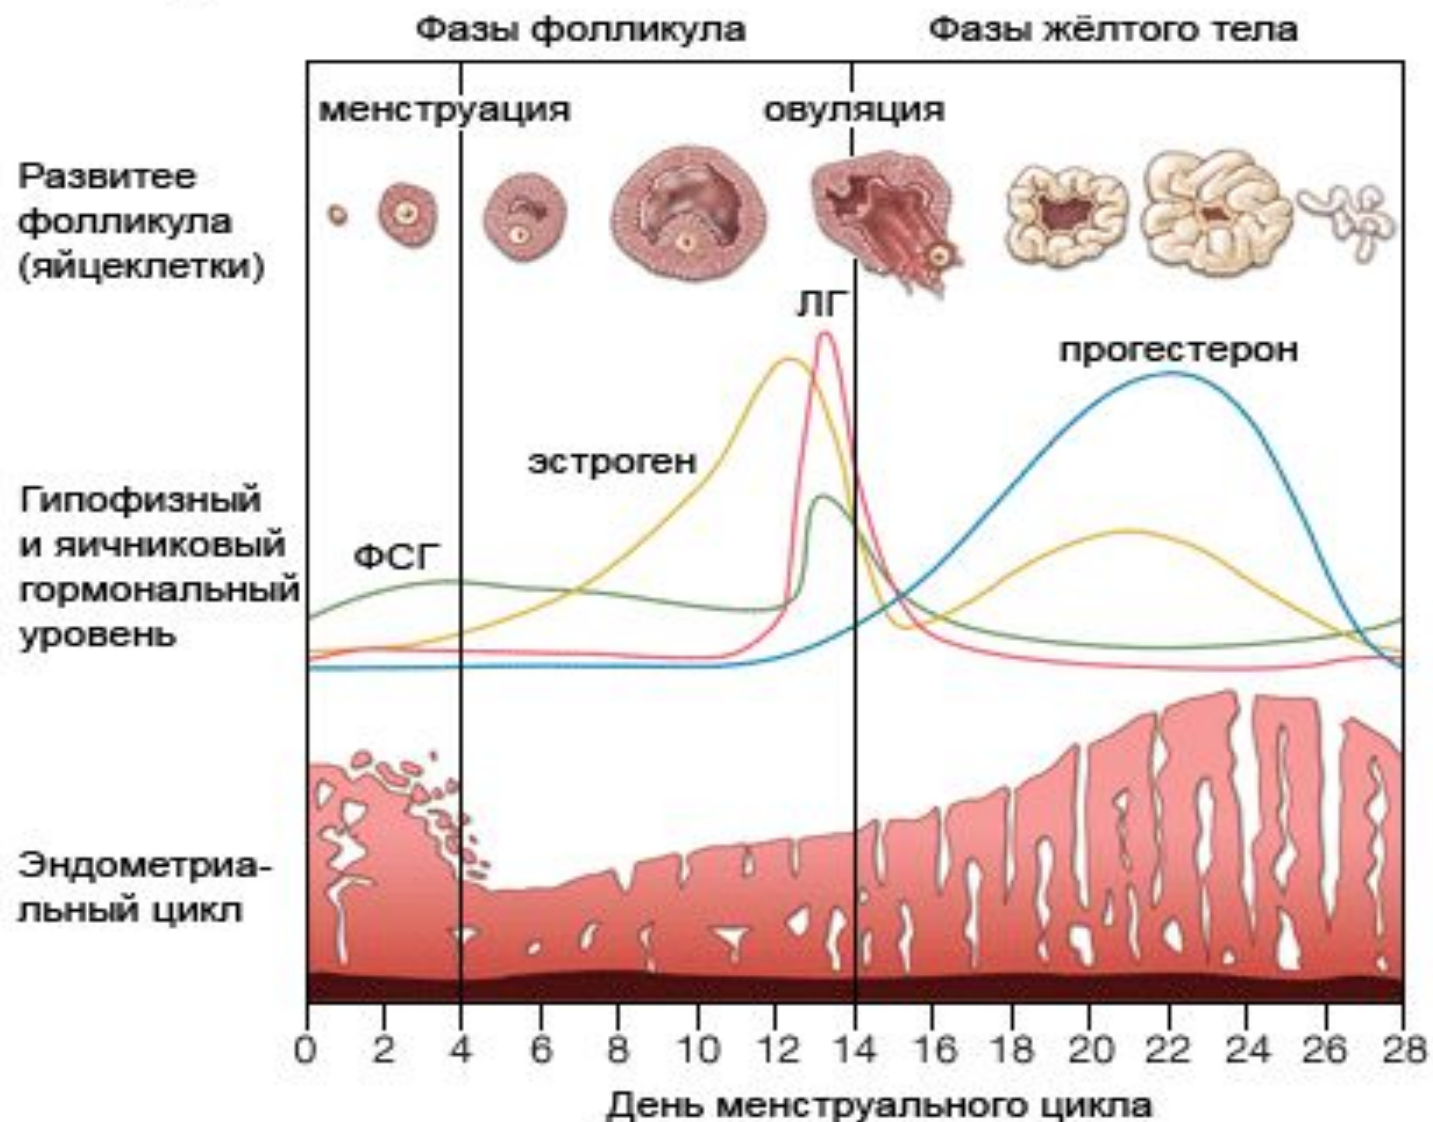 Фазы фолликула
Фазы жёлтого тела
менструация
овуляция
Развитее
фолликула
(яйцеклетки)
ЛГ
прогестерон
эстроген
Гипофизный
и яичниковый
гормональный
уровень
ФСГ
Эндометриа-
льный цикл
0 2 4 6 8 10 12 14 16 18 20 22 24 26 28
День менструального цикла